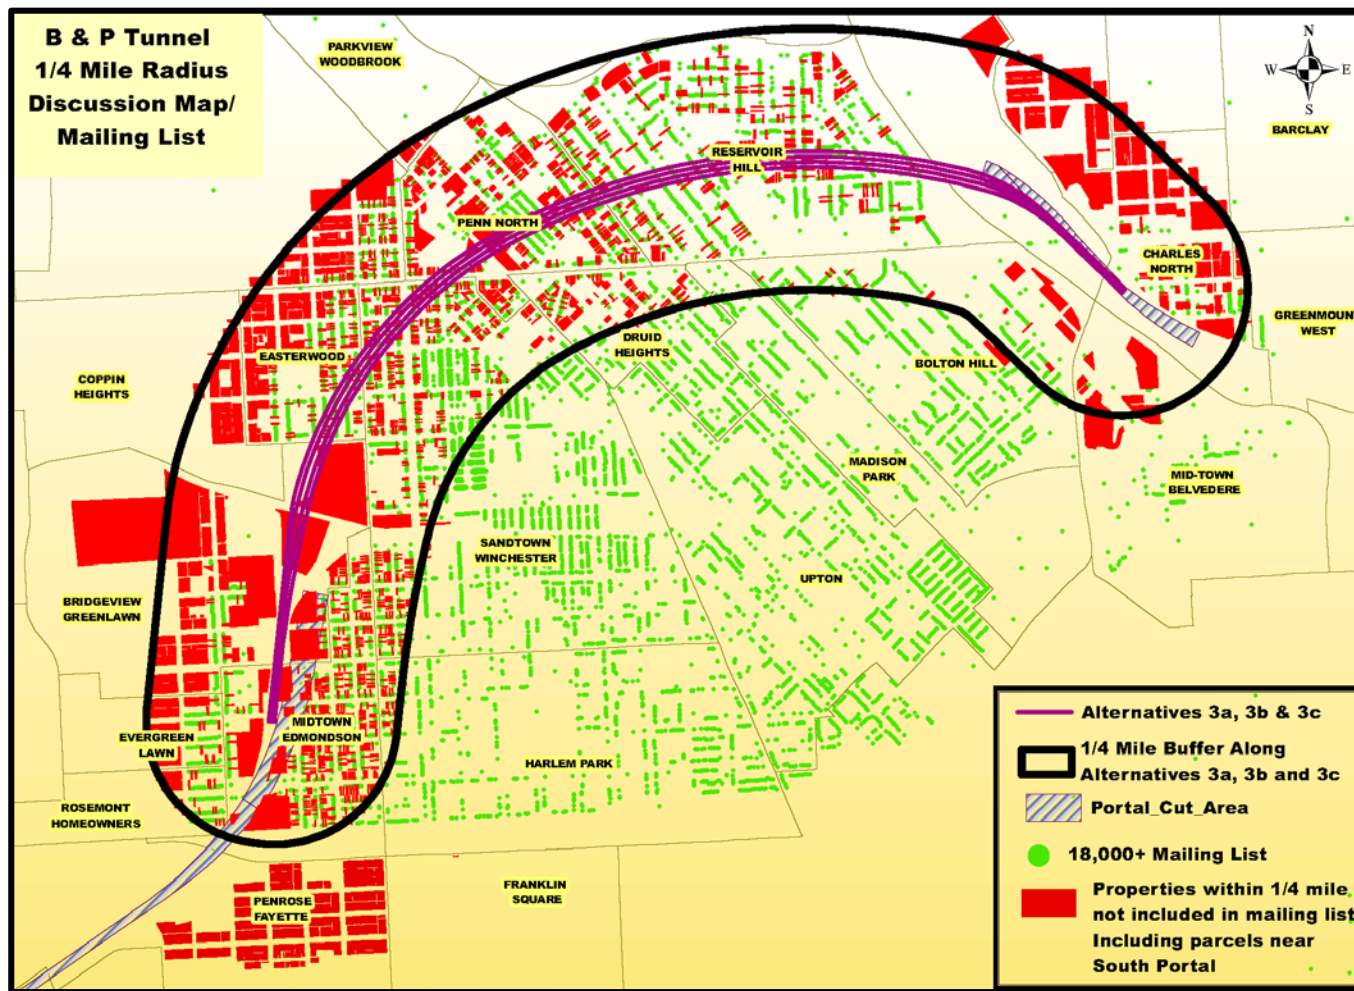 B & P Tunnel
1/4 Mile Radius
Discussion Map/
Mailing List
PARKVIEW
WOODBROOK
N
W
E
S
BARCLAY
RESERVOIR
HILL
PENN NORTH
CHARLES
NORTH
GREENMOUNT
WEST
EASTERWOOD
DRUID
HEIGHTS
BOLTON HILL
COPPIN
HEIGHTS
MADISON
PARK
MID-TOWN
BELVEDERE
SANDTOWN
WINCHESTER
UPTON
BRIDGEVIEW
GREENLAWN
MIDTOWN
EDMONDSON
EVERGREEN
LAWN
HARLEM PARK
ROSEMONT
HOMEOWNERS
FRANKLIN
SQUARE
PENROSE
FAYETTE
Alternatives 3a, 3b & 3c
1/4 Mile Buffer Along
Alternatives 3a, 3b and 3c
Portal_Cut_Area
18,000+ Mailing List
Properties within 1/4 mile
not included in mailing list
Including parcels near
South Portal